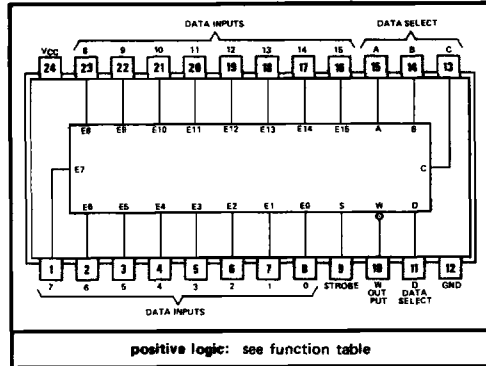 DATA INPUTS DATA SELECT
VCC 8 9 10 11 12 13 14 15 A B C
24 23 22 21 20 19 18 17 16 15 14 13
E8 E9 E10 E11 E12 E13 E14 E15 A B
E7 C
E6 E5 E4 E3 E2 E1 E0 S W D
1 2 3 4 5 6 7 8 9 10 11 12
7 6 5 4 3 2 1 0 STROBE W D GND
OUT DATA
PUT SELECT
DATA INPUTS
positive logic: see function table